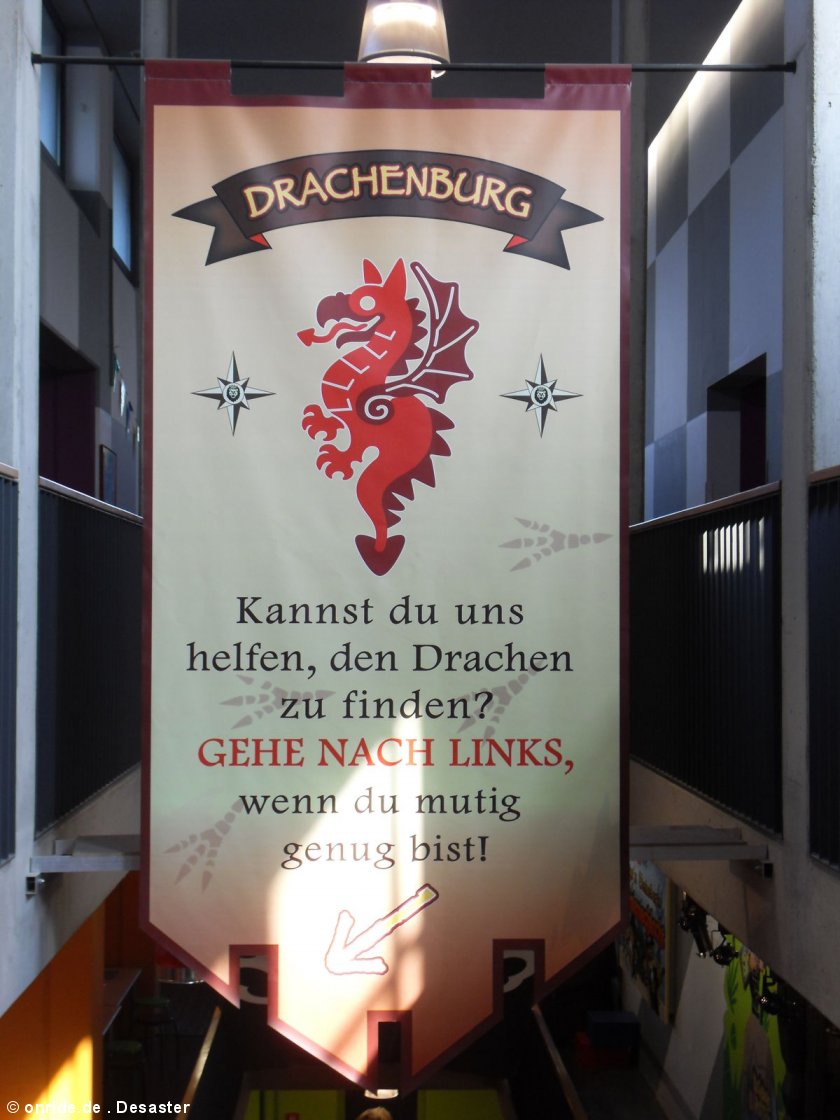 DRACHENBURG
Kannst du uns
helfen, den Drachen
zu finden?
GEHE NACH LINKS,
wenn du mutig
genug bist!
© onride.de . Desaster